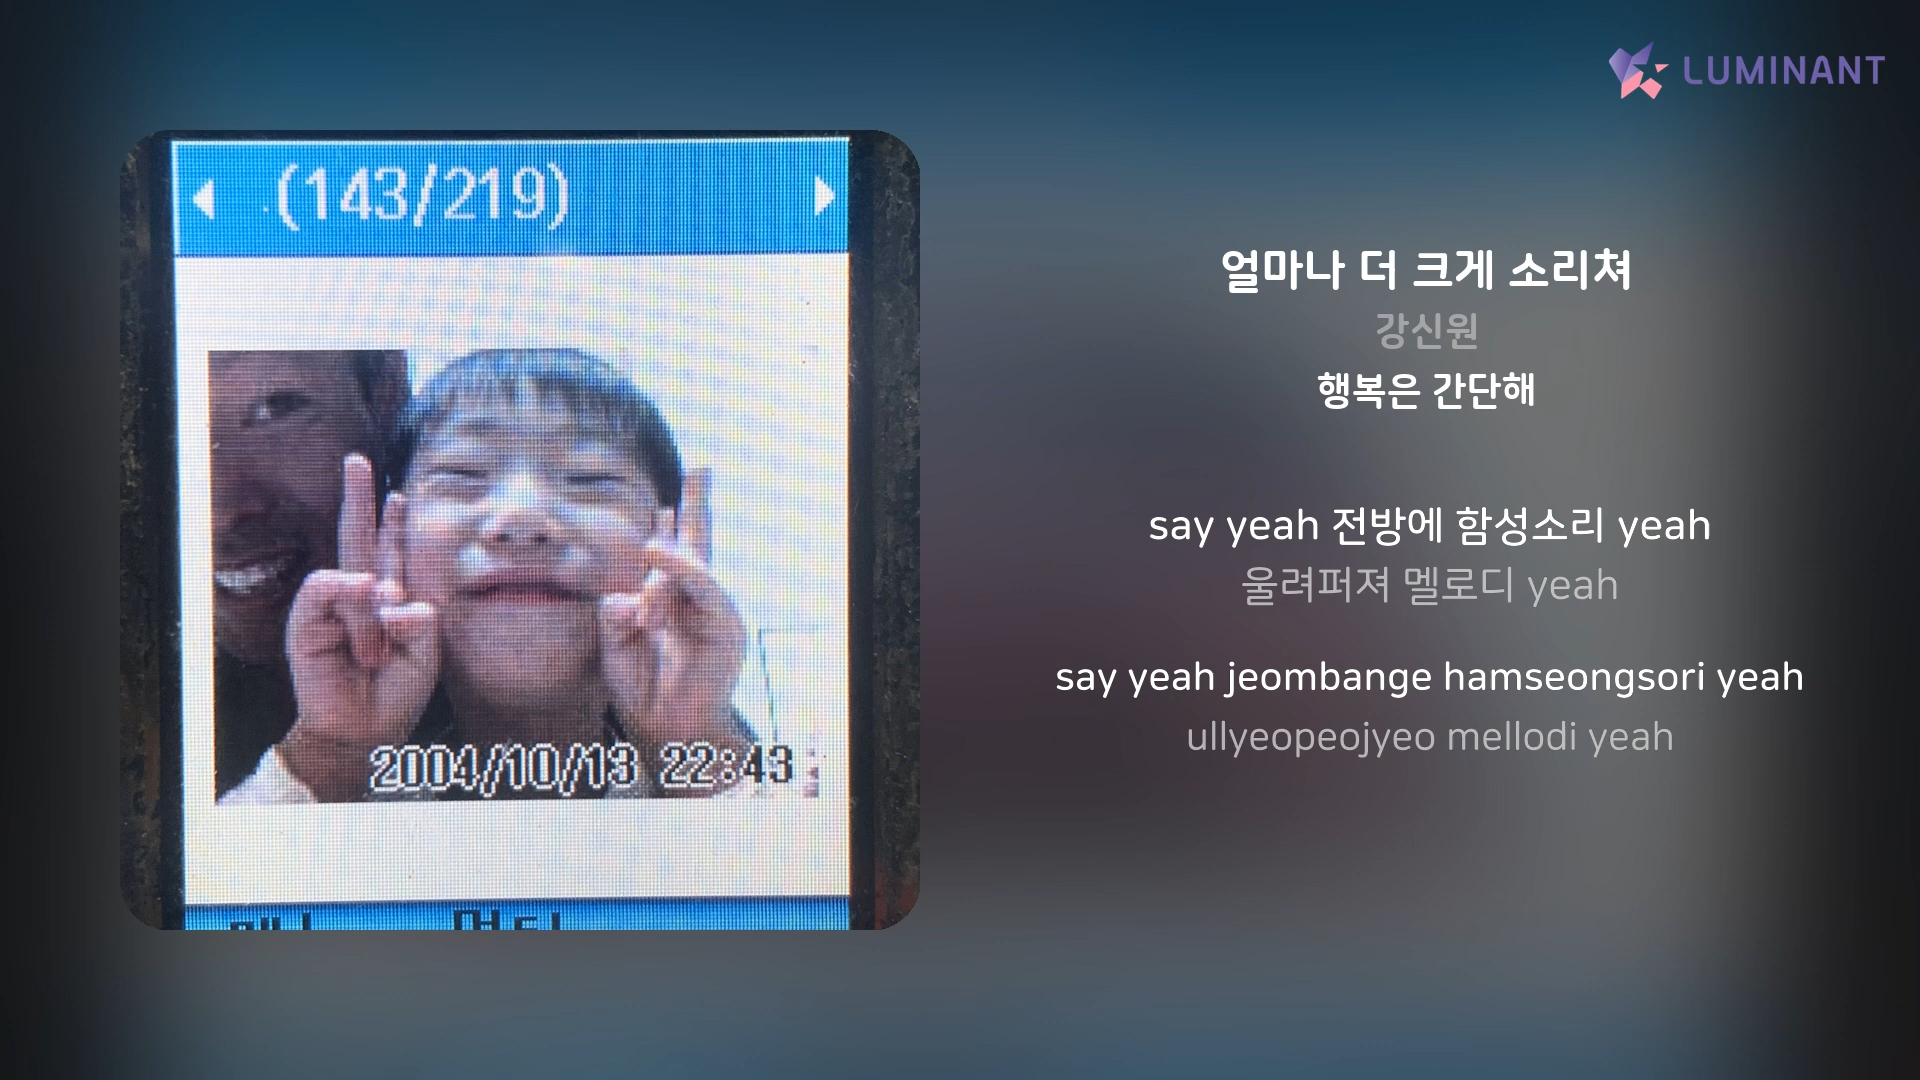 LUMINANT
(143/219)
2004/10/13 22:43
얼마나 더 크게 소리쳐
강신원
행복은 간단해
say yeah 전방에 함성소리 yeah
울려퍼져 멜로디 yeah
say yeah jeombange hamseongsori yeah
ullyeopeojyeo mellodi yeah